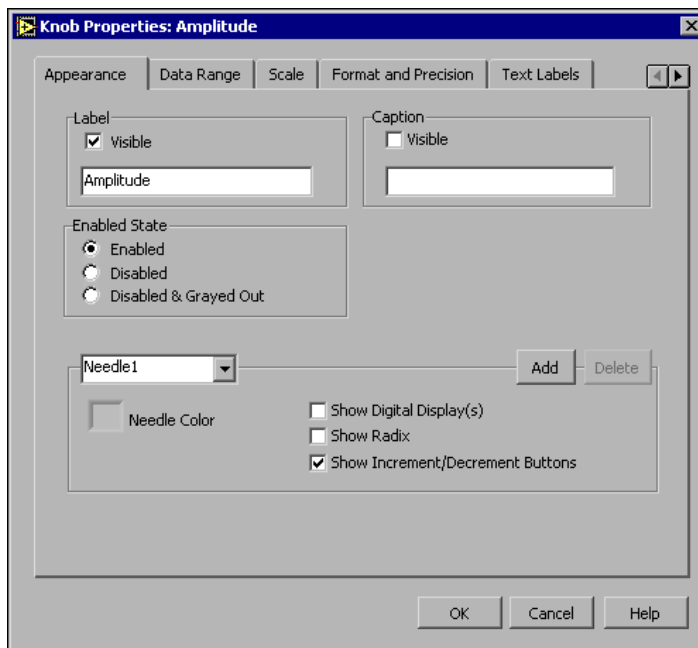 Knob Properties: Amplitude
Appearance Data Range Scale Format and Precision Text Labels
Label
Visible
Amplitude
Caption
Visible
Enabled State
Enabled
Disabled
Disabled & Grayed Out
Needle1
Add Delete
Needle Color
Show Digital Display(s)
Show Radix
Show Increment/Decrement Buttons
OK Cancel Help